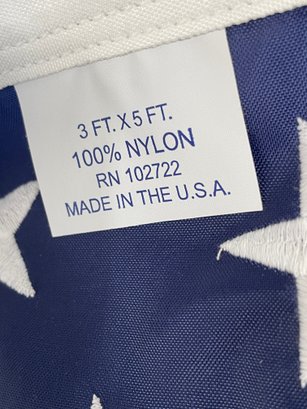 3 FT. X 5 FT.
100% NYLON
RN 102722
MADE IN THE U.S.A.